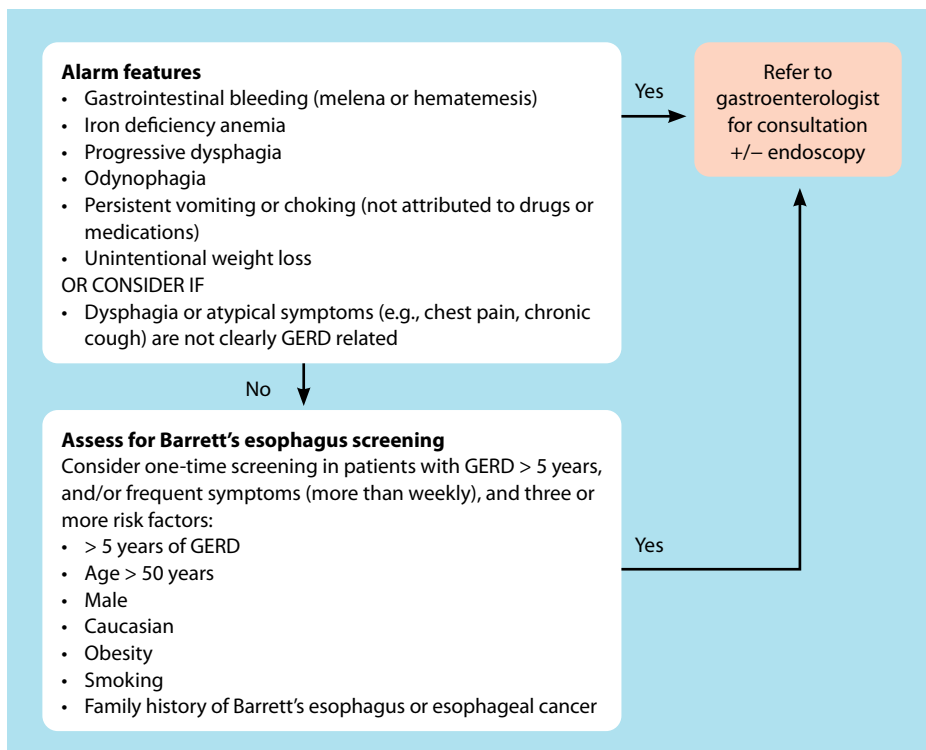 Alarm features
• Gastrointestinal bleeding (melena or hematemesis)
• Iron deficiency anemia
• Progressive dysphagia
• Odynophagia
• Persistent vomiting or choking (not attributed to drugs or
medications)
• Unintentional weight loss
OR CONSIDER IF
• Dysphagia or atypical symptoms (e.g., chest pain, chronic
cough) are not clearly GERD related
Yes
Refer to
gastroenterologist
for consultation
+/− endoscopy
No
Assess for Barrett’s esophagus screening
Consider one-time screening in patients with GERD > 5 years,
and/or frequent symptoms (more than weekly), and three or
more risk factors:
• > 5 years of GERD
• Age > 50 years
• Male
• Caucasian
• Obesity
• Smoking
• Family history of Barrett’s esophagus or esophageal cancer
Yes